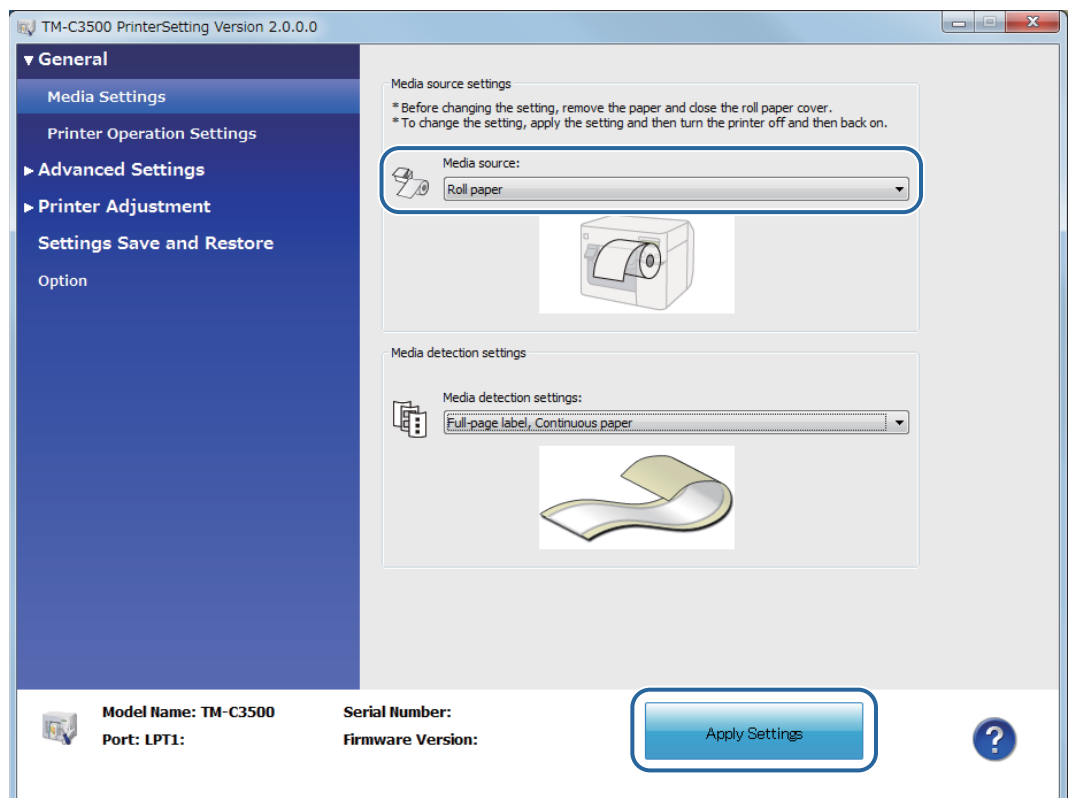 TM-C3500 PrinterSetting Version 2.0.0.0
▼ General
Media Settings
Printer Operation Settings
▶ Advanced Settings
▶ Printer Adjustment
Settings Save and Restore
Option
Media source settings
* Before changing the setting, remove the paper and close the roll paper cover.
* To change the setting, apply the setting and then turn the printer off and then back on.
Media source:
Roll paper
Media detection settings
Media detection settings:
Full-page label, Continuous paper
Model Name: TM-C3500
Port: LPT1:
Serial Number:
Firmware Version:
Apply Settings
?